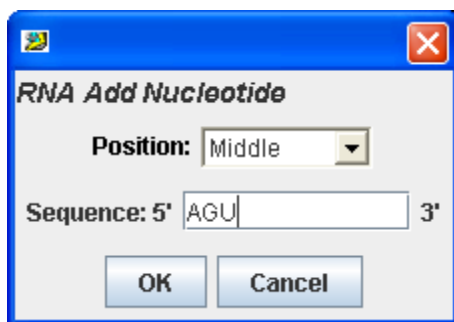 RNA Add Nucleotide
Position: Middle
Sequence: 5' AGU 3'
OK Cancel